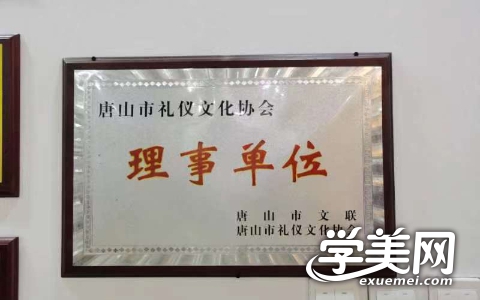 唐山市礼仪文化协会
理事单位
唐山市文联
唐山市礼仪文化协
学美网
exuemei.com